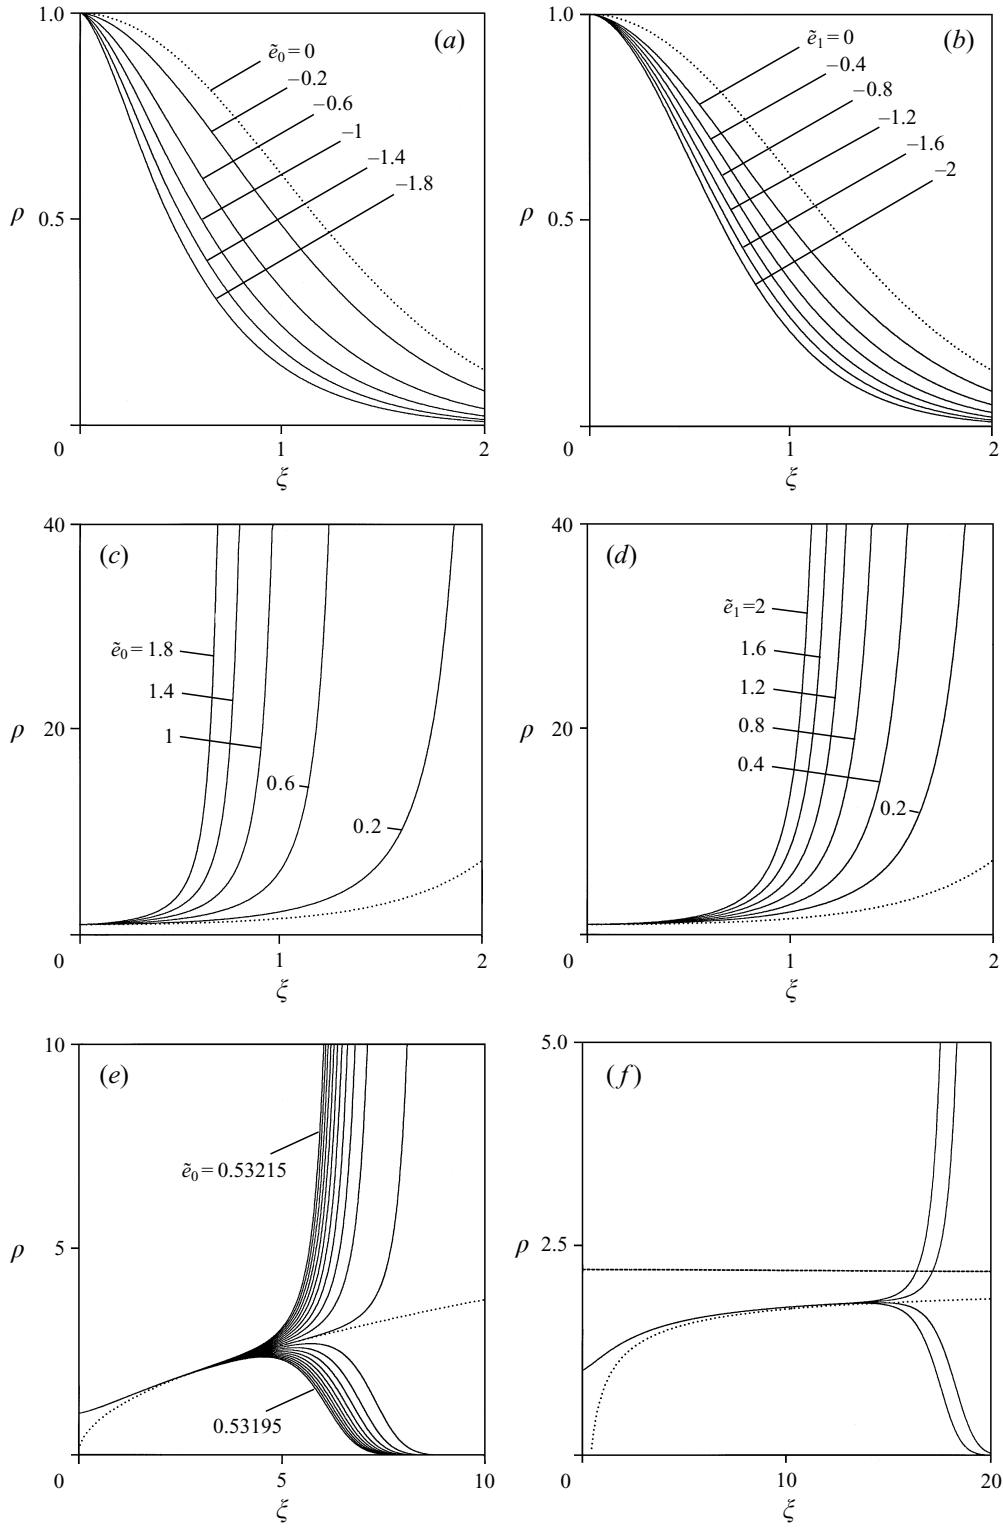 1.0
(a)
ẽ₀ = 0
–0.2
–0.6
–1
–1.4
–1.8
ρ 0.5
0 1 2
ξ
1.0
(b)
ẽ₁ = 0
–0.4
–0.8
–1.2
–1.6
–2
ρ 0.5
0 1 2
ξ
40
(c)
ẽ₀ = 1.8
1.4
ρ 20
1
0.6
0.2
0 1 2
ξ
40
(d)
ẽ₁ = 2
1.6
1.2
ρ 20
0.8
0.4
0.2
0 1 2
ξ
10
(e)
ẽ₀ = 0.53215
ρ 5
0.53195
0 5 10
ξ
5.0
(f)
ρ 2.5
0 10 20
ξ